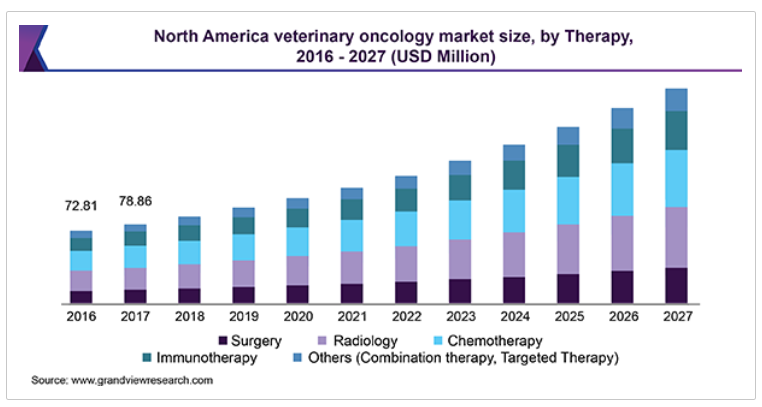 North America veterinary oncology market size, by Therapy,
2016 - 2027 (USD Million)
72.81
78.86
2016 2017 2018 2019 2020 2021 2022 2023 2024 2025 2026 2027
Surgery Radiology Chemotherapy
Immunotherapy Others (Combination therapy, Targeted Therapy)
Source: www.grandviewresearch.com